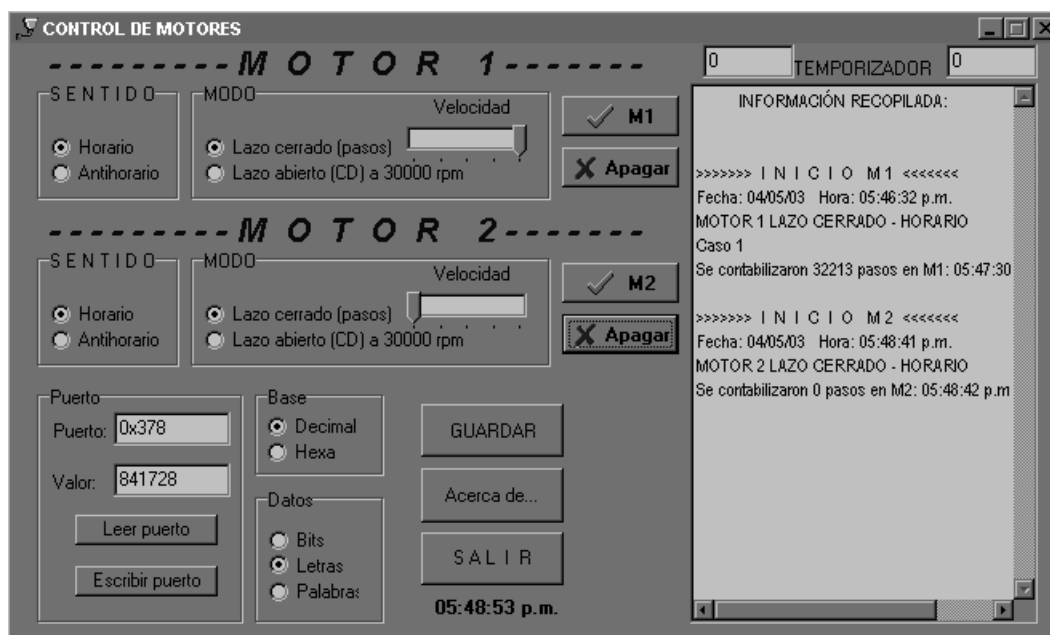 CONTROL DE MOTORES
---------M O T O R 1-------
SENTIDO
Horario
Antihorario
MODO
Velocidad
Lazo cerrado (pasos)
Lazo abierto (CD) a 30000 rpm
M1
Apagar
---------M O T O R 2-------
SENTIDO
Horario
Antihorario
MODO
Velocidad
Lazo cerrado (pasos)
Lazo abierto (CD) a 30000 rpm
M2
Apagar
Puerto
Puerto: 0x378
Valor: 841728
Leer puerto
Escribir puerto
Base
Decimal
Hexa
Datos
Bits
Letras
Palabras
GUARDAR
Acerca de...
S A L I R
05:48:53 p.m.
0 TEMPORIZADOR 0
INFORMACIÓN RECOPILADA:
>>>>>>> I N I C I O M 1 <<<<<<<
Fecha: 04/05/03 Hora: 05:46:32 p.m.
MOTOR 1 LAZO CERRADO - HORARIO
Caso 1
Se contabilizaron 32213 pasos en M1: 05:47:30
>>>>>>> I N I C I O M 2 <<<<<<<
Fecha: 04/05/03 Hora: 05:48:41 p.m.
MOTOR 2 LAZO CERRADO - HORARIO
Se contabilizaron 0 pasos en M2: 05:48:42 p.m